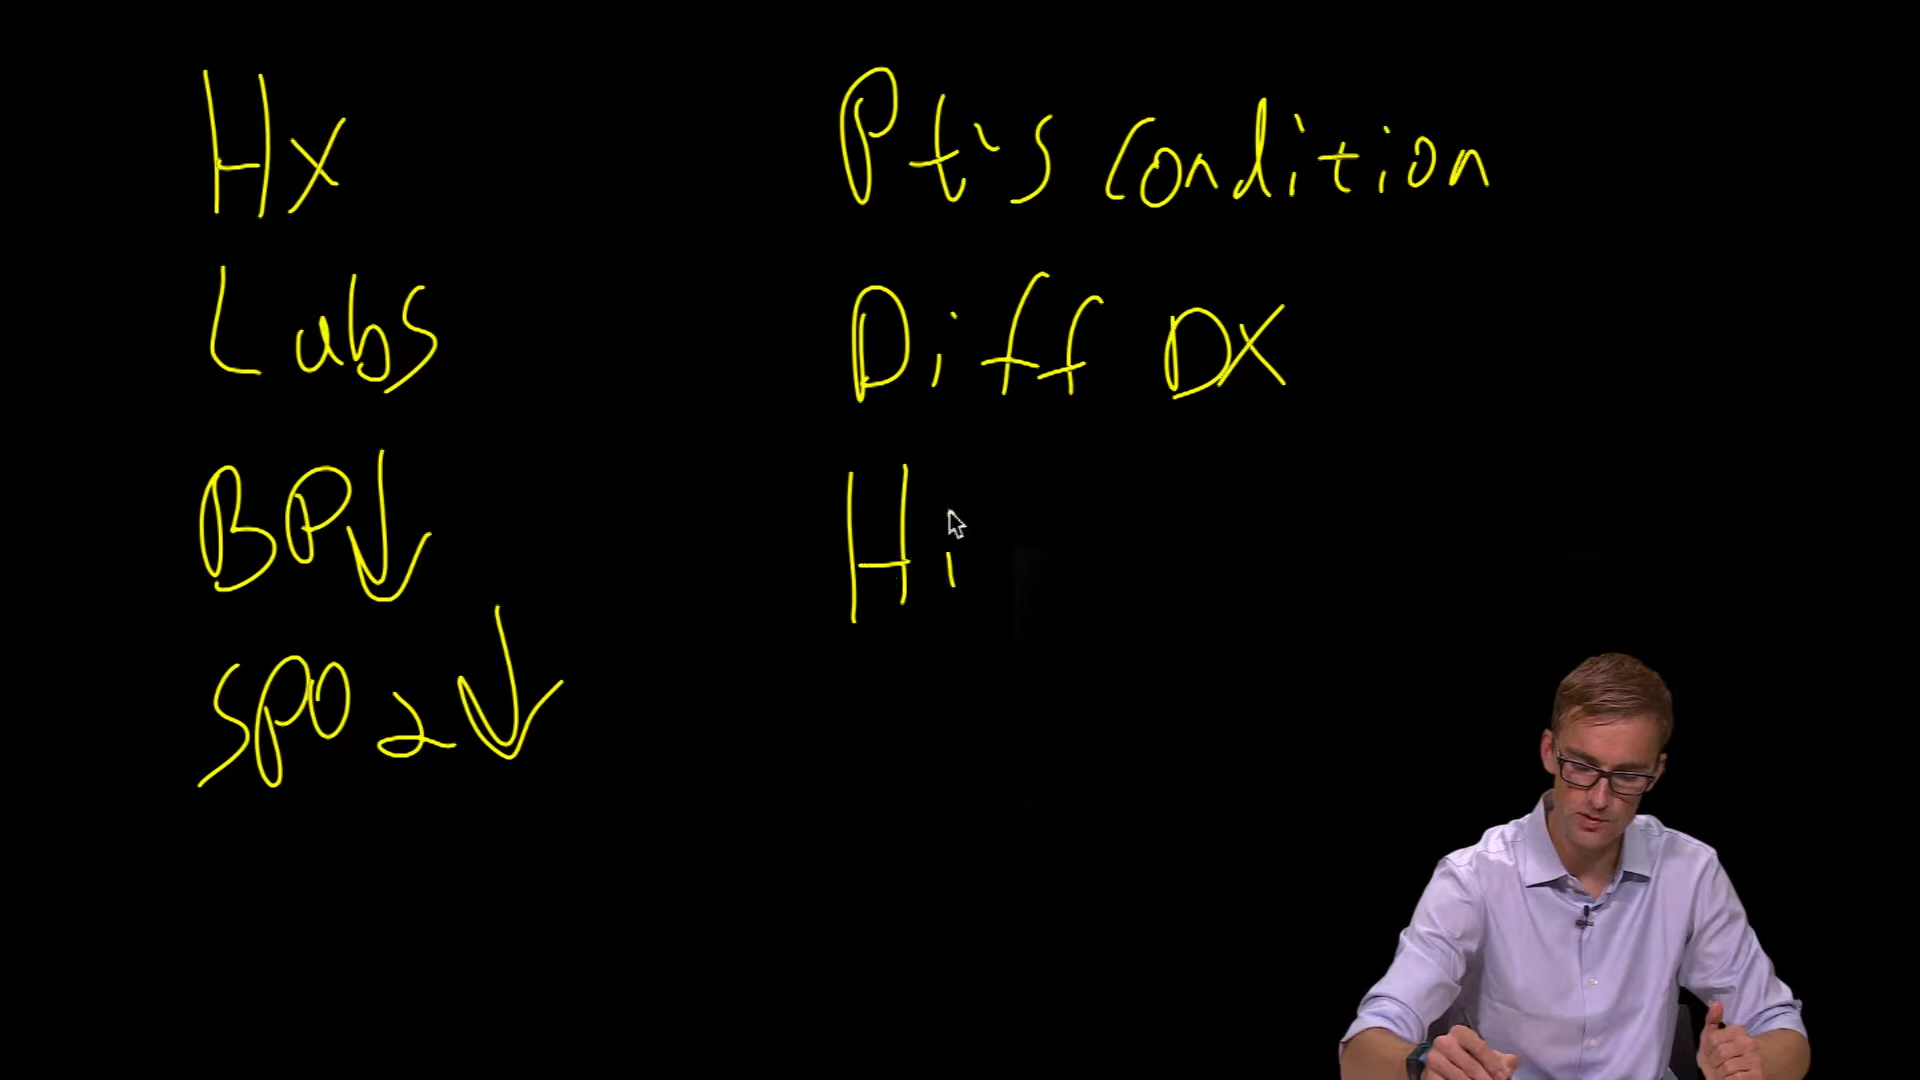 Hx
Labs
BP↓
SPO2↓
Pt's condition
Diff DX
Hi